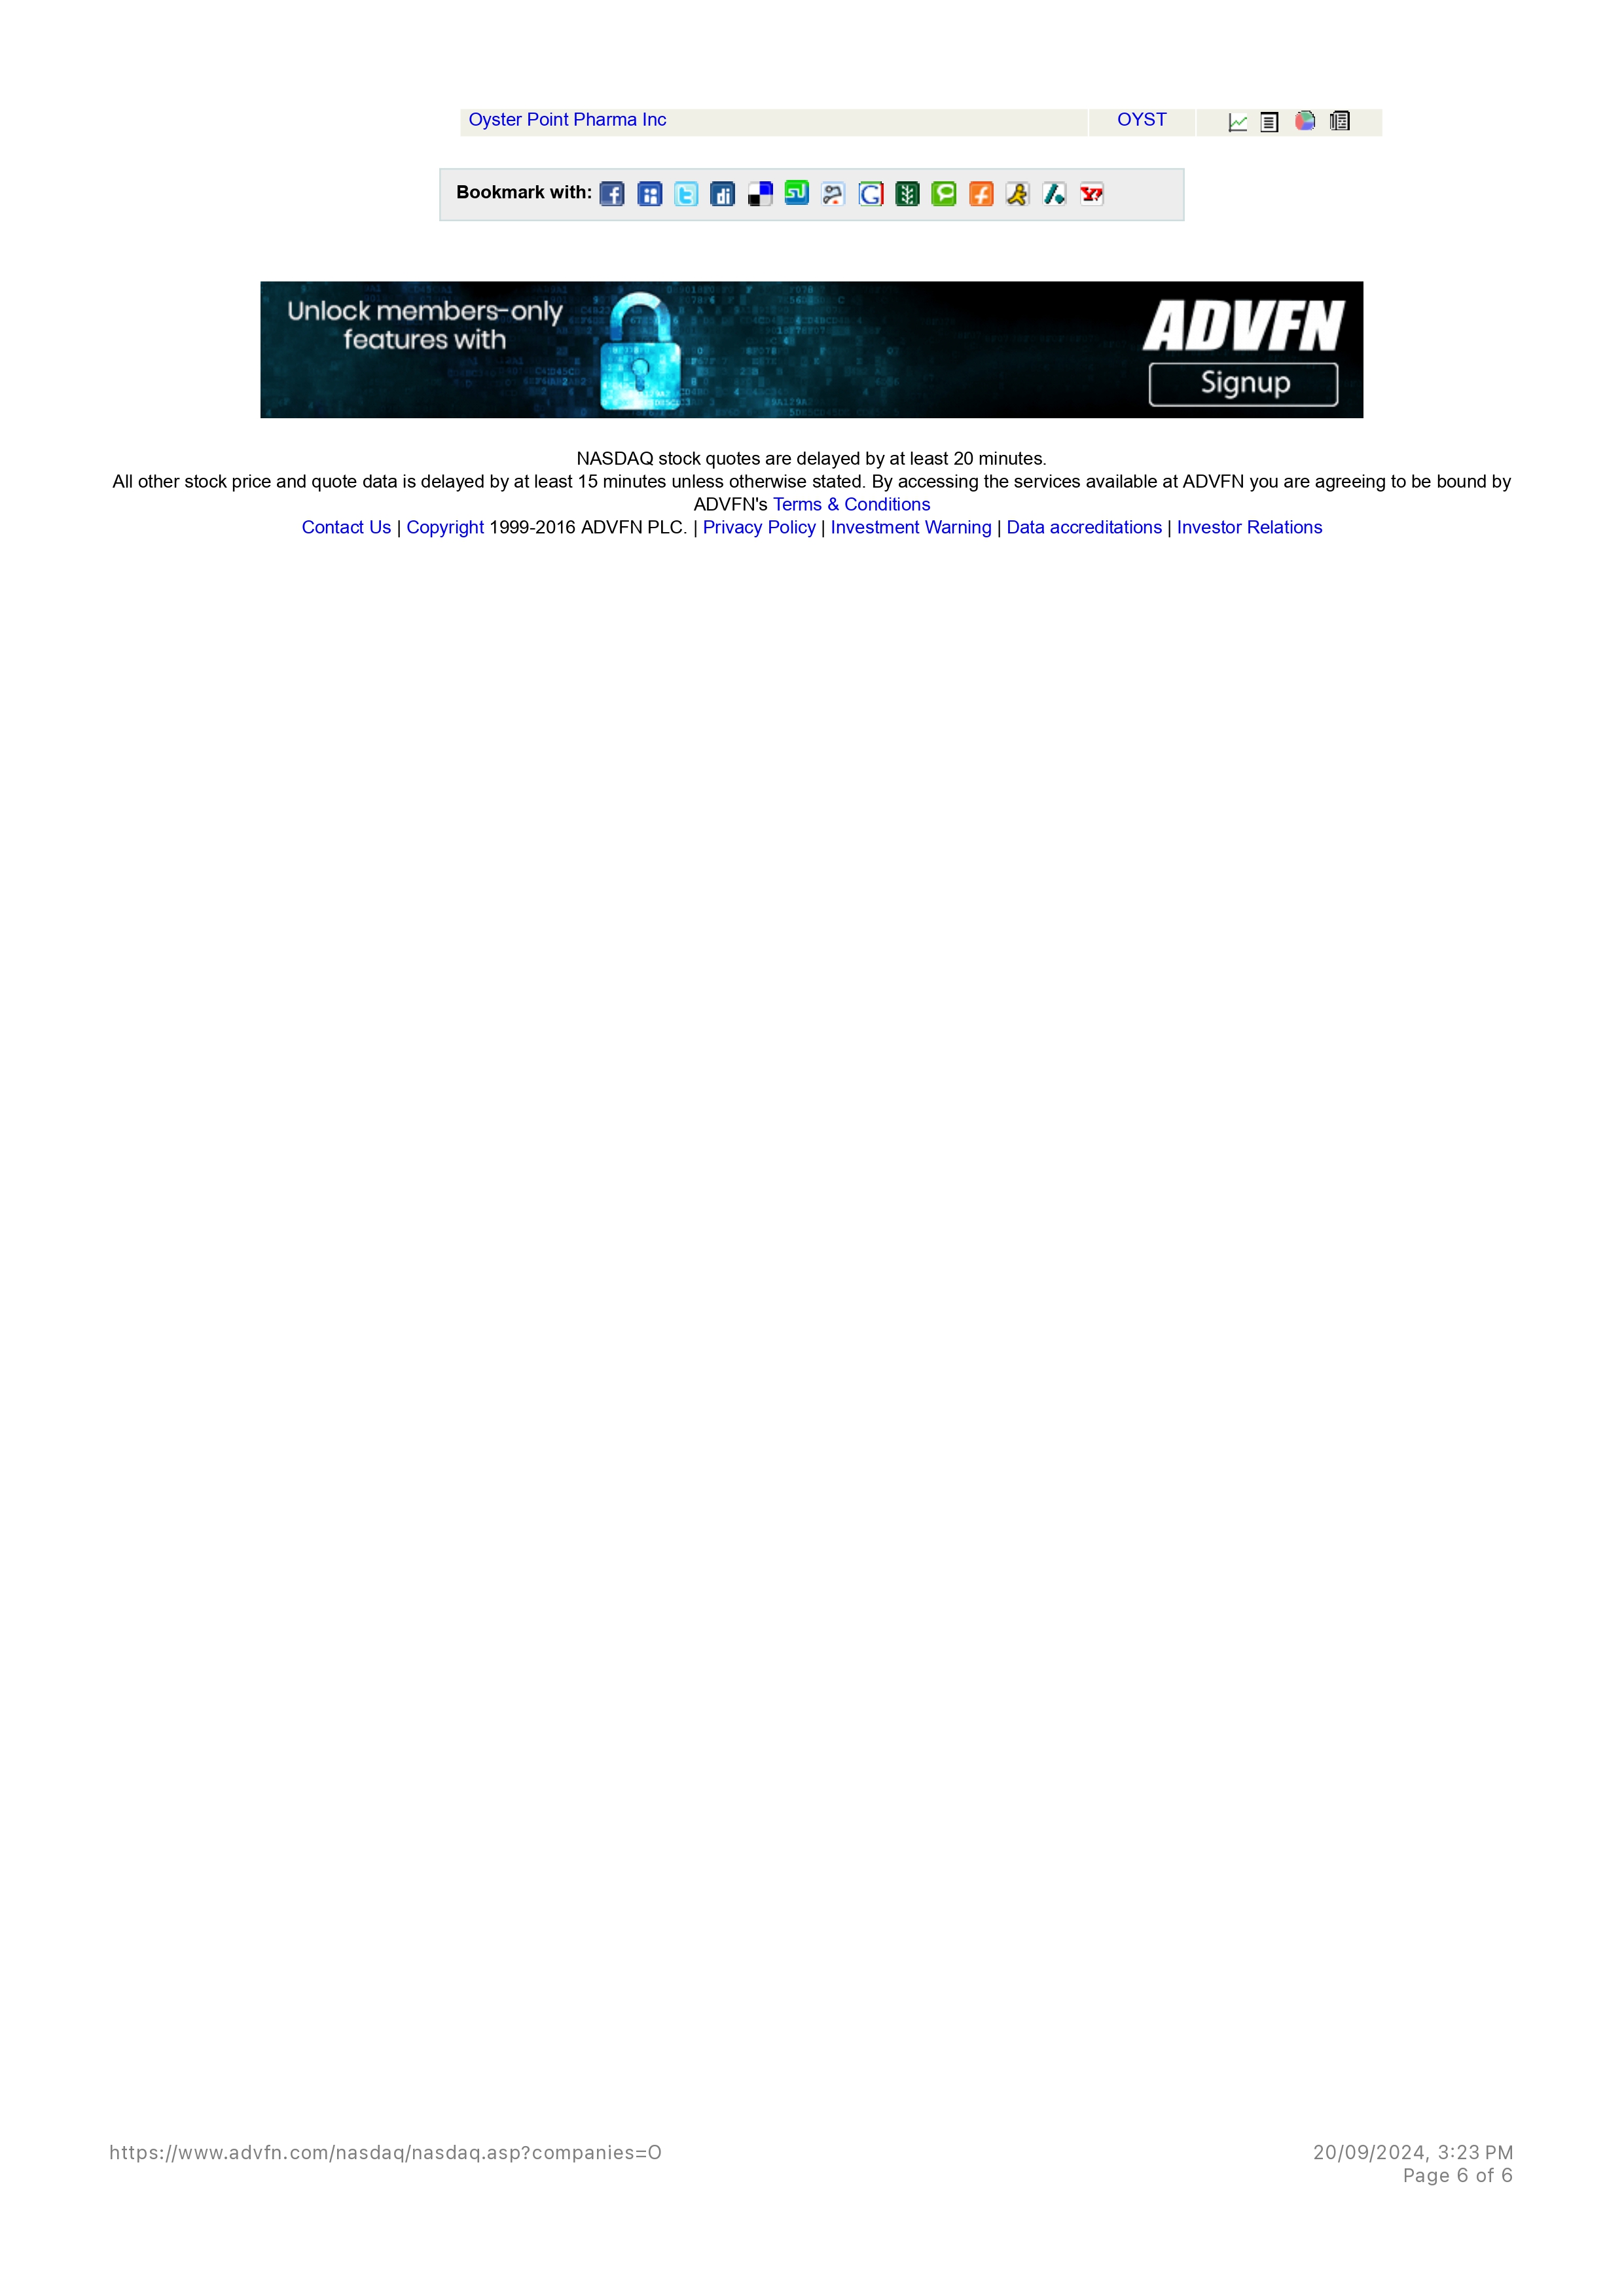 Oyster Point Pharma Inc OYST
Bookmark with:
Unlock members-only
features with
ADVFN
Signup
NASDAQ stock quotes are delayed by at least 20 minutes.
All other stock price and quote data is delayed by at least 15 minutes unless otherwise stated. By accessing the services available at ADVFN you are agreeing to be bound by
ADVFN's Terms & Conditions
Contact Us | Copyright 1999-2016 ADVFN PLC. | Privacy Policy | Investment Warning | Data accreditations | Investor Relations
https://www.advfn.com/nasdaq/nasdaq.asp?companies=O 20/09/2024, 3:23 PM
Page 6 of 6